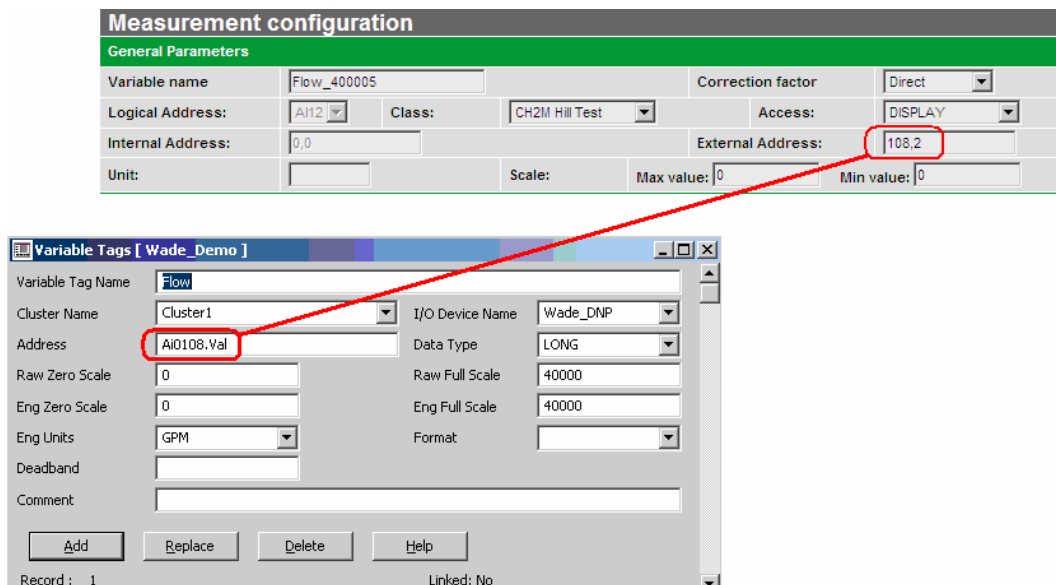 Measurement configuration
General Parameters
Variable name Flow_400005 Correction factor Direct
Logical Address: AI12 Class: CH2M Hill Test Access: DISPLAY
Internal Address: 0,0 External Address: 108,2
Unit: Scale: Max value: 0 Min value: 0
Variable Tags [ Wade_Demo ]
Variable Tag Name Flow
Cluster Name Cluster1 I/O Device Name Wade_DNP
Address Ai0108.Val Data Type LONG
Raw Zero Scale 0 Raw Full Scale 40000
Eng Zero Scale 0 Eng Full Scale 40000
Eng Units GPM Format
Deadband
Comment
Add Replace Delete Help
Record : 1 Linked: No